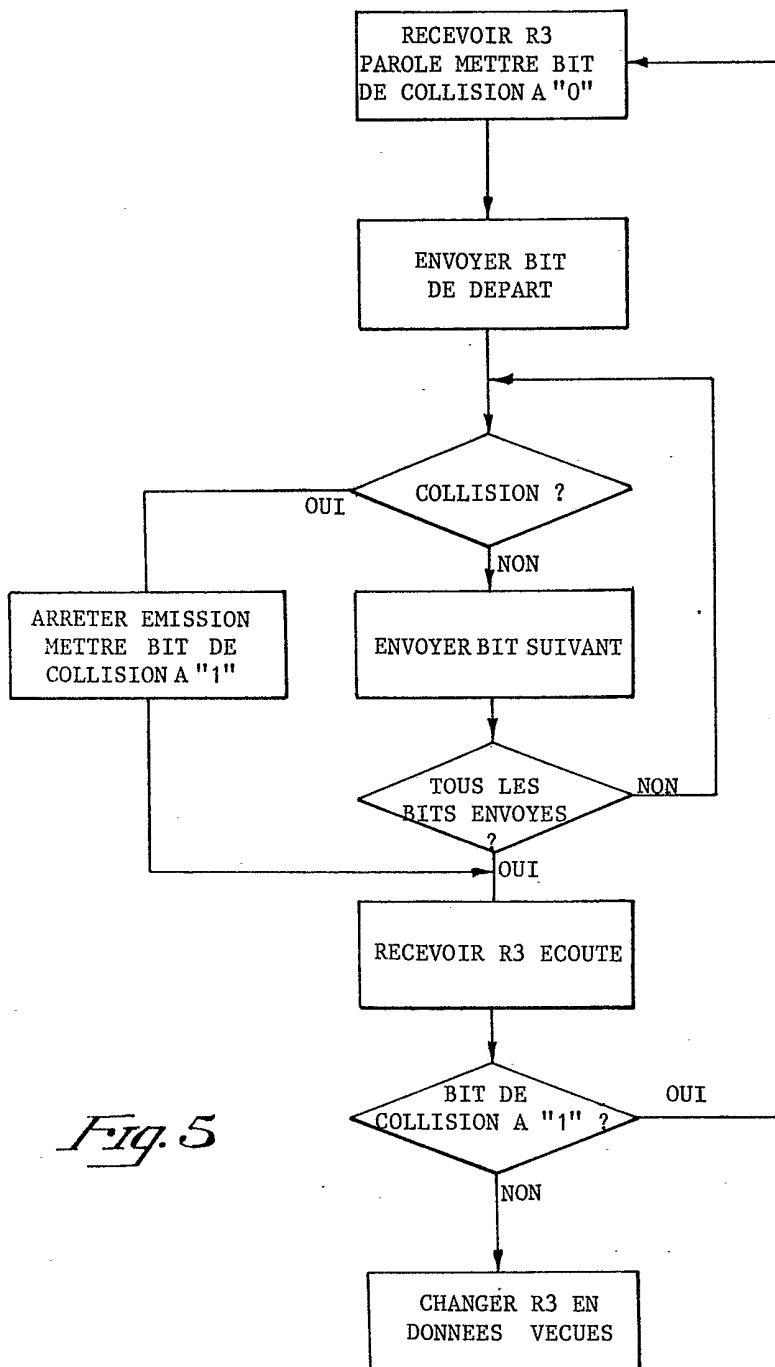 RECEVOIR R3
PAROLE METTRE BIT
DE COLLISION A "0"
ENVOYER BIT
DE DEPART
COLLISION ?
OUI
NON
ARRETER EMISSION
METTRE BIT DE
COLLISION A "1"
ENVOYER BIT SUIVANT
TOUS LES
BITS ENVOYES
?
NON
OUI
RECEVOIR R3 ECOUTE
BIT DE
COLLISION A "1" ?
OUI
NON
Fig. 5
CHANGER R3 EN
DONNEES VECUES